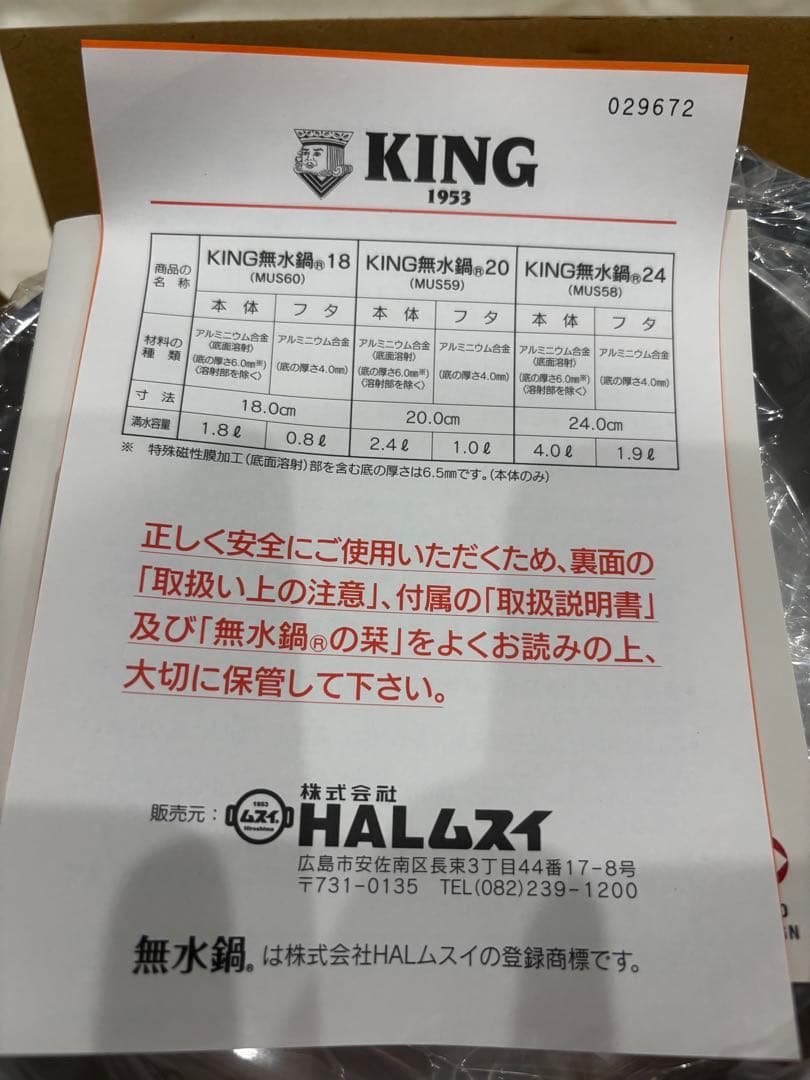 029672
KING
1953
商品の名称 KING無水鍋®18 (MUS60) KING無水鍋®20 (MUS59) KING無水鍋®24 (MUS58)
本体 フタ 本体 フタ 本体 フタ
材料の種類 アルミニウム合金〈底面溶射〉(底の厚さ6.0mm※)〈溶射部を除く〉 アルミニウム合金(底の厚さ4.0mm) アルミニウム合金〈底面溶射〉(底の厚さ6.0mm※)〈溶射部を除く〉 アルミニウム合金(底の厚さ4.0mm) アルミニウム合金〈底面溶射〉(底の厚さ6.0mm※)〈溶射部を除く〉 アルミニウム合金(底の厚さ4.0mm)
寸法 18.0cm 20.0cm 24.0cm
満水容量 1.8ℓ 0.8ℓ 2.4ℓ 1.0ℓ 4.0ℓ 1.9ℓ
※ 特殊磁性膜加工(底面溶射)部を含む底の厚さは6.5mmです。(本体のみ)
正しく安全にご使用いただくため、裏面の
「取扱い上の注意」、付属の「取扱説明書」
及び「無水鍋®の栞」をよくお読みの上、
大切に保管して下さい。
販売元：
1953
ムスイ
Hiroshima
株式会社
HALムスイ
広島市安佐南区長束3丁目44番17-8号
〒731-0135 TEL(082)239-1200
無水鍋®は株式会社HALムスイの登録商標です。